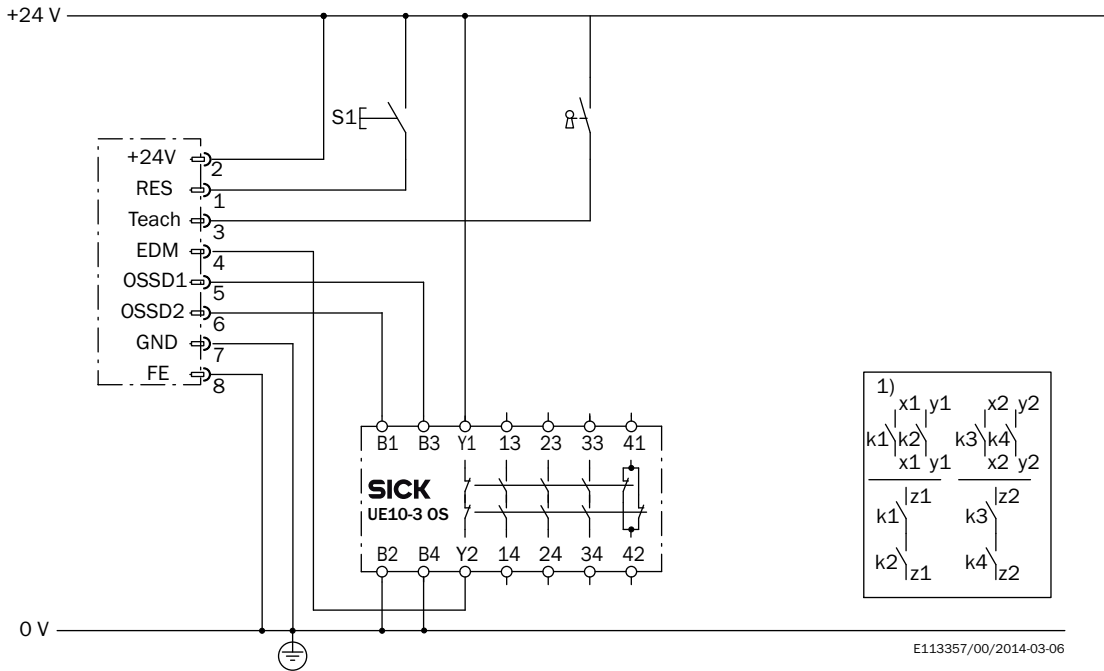 +24 V
S1
+24V 2
RES 1
Teach 3
EDM 4
OSSD1 5
OSSD2 6
GND 7
FE 8
B1 B3 Y1 13 23 33 41
SICK
UE10-3 OS
B2 B4 Y2 14 24 34 42
0 V
1)
x1 y1 x2 y2
k1 k2 k3 k4
x1 y1 x2 y2
z1 z2
k1 k3
k2 k4
z1 z2
E113357/00/2014-03-06